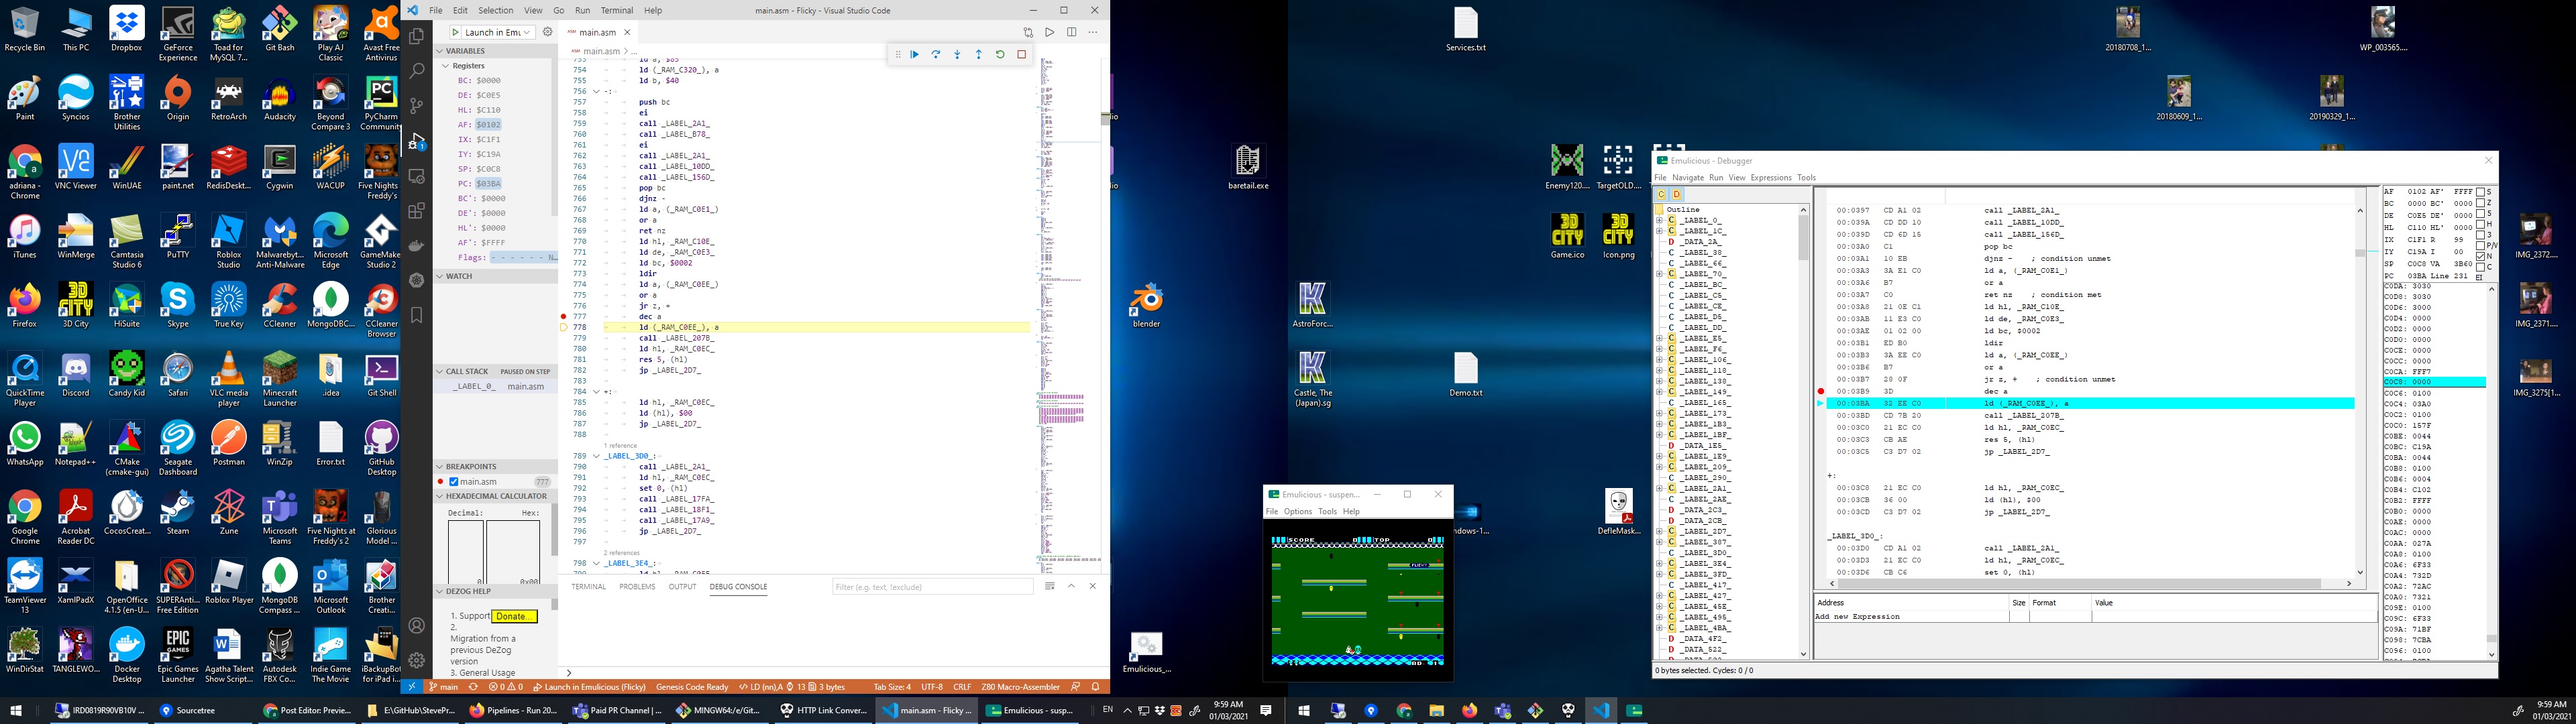 Recycle Bin
This PC
Dropbox
GeForce Experience
Toad for MySQL 7...
Git Bash
Play AJ Classic
Avast Free Antivirus
Paint
Syncios
Brother Utilities
Origin
RetroArch
Audacity
Beyond Compare 3
PyCharm Community
adriana - Chrome
VNC Viewer
WinUAE
paint.net
RedisDeskt...
Cygwin
WACUP
Five Nights Freddy's
iTunes
WinMerge
Camtasia Studio 6
PuTTY
Roblox Studio
Malwarebyt... Anti-Malware
Microsoft Edge
GameMake Studio 2
Firefox
3D City
HiSuite
Skype
True Key
CCleaner
MongoDBC...
CCleaner Browser
QuickTime Player
Discord
Candy Kid
Safari
VLC media player
Minecraft Launcher
.idea
Git Shell
WhatsApp
Notepad++
CMake (cmake-gui)
Seagate Dashboard
Postman
WinZip
Error.txt
GitHub Desktop
Google Chrome
Acrobat Reader DC
CocosCreat...
Steam
Zune
Microsoft Teams
Five Nights at Freddy's 2
Glorious Model ...
TeamViewer 13
XamlPadX
OpenOffice 4.1.5 (en-U...
SUPERAnti... Free Edition
Roblox Player
MongoDB Compass ...
Microsoft Outlook
Brother Creati...
WinDirStat
TANGLEWO...
Docker Desktop
Epic Games Launcher
Agatha Talent Show Script...
Autodesk FBX Co...
Indie Game The Movie
iBackupBot for iPad i...
File Edit Selection View Go Run Terminal Help
main.asm - Flicky - Visual Studio Code
Launch in Emu
main.asm
main.asm > ...
VARIABLES
Registers
BC: $0000
DE: $C0E5
HL: $C110
AF: $0102
IX: $C1F1
IY: $C19A
SP: $C0C8
PC: $03BA
BC': $0000
DE': $0000
HL': $0000
AF': $FFFF
Flags: - - - - - - N...
WATCH
CALL STACK PAUSED ON STEP
_LABEL_0_ main.asm
BREAKPOINTS
main.asm 777
HEXADECIMAL CALCULATOR
Decimal: Hex:
0 0x00
DEZOG HELP
1. Support Donate...
2.
Migration from a
previous DeZog
version
3. General Usage
753 ld a, $85
754 ld (_RAM_C320_), a
755 ld b, $40
756 -:
757 push bc
758 ei
759 call _LABEL_2A1_
760 call _LABEL_B78_
761 ei
762 call _LABEL_2A1_
763 call _LABEL_10DD_
764 call _LABEL_156D_
765 pop bc
766 djnz -
767 ld a, (_RAM_C0E1_)
768 or a
769 ret nz
770 ld hl, _RAM_C10E_
771 ld de, _RAM_C0E3_
772 ld bc, $0002
773 ldir
774 ld a, (_RAM_C0EE_)
775 or a
776 jr z, +
777 dec a
778 ld (_RAM_C0EE_), a
779 call _LABEL_207B_
780 ld hl, _RAM_C0EC_
781 res 5, (hl)
782 jp _LABEL_2D7_
783
784 +:
785 ld hl, _RAM_C0EC_
786 ld (hl), $00
787 jp _LABEL_2D7_
788
1 reference
789 _LABEL_3D0_:
790 call _LABEL_2A1_
791 ld hl, _RAM_C0EC_
792 set 0, (hl)
793 call _LABEL_17FA_
794 call _LABEL_18F1_
795 call _LABEL_17A9_
796 jp _LABEL_2D7_
797
2 references
798 _LABEL_3E4_:
TERMINAL PROBLEMS OUTPUT DEBUG CONSOLE
Filter (e.g. text, !exclude)
main 0 0 Launch in Emulicious (Flicky) Genesis Code Ready LD (nn),A 13 3 bytes Tab Size: 4 UTF-8 CRLF Z80 Macro-Assembler
baretail.exe
blender
Emulicious_...
Services.txt
AstroForc...
Castle, The (Japan).sg
Demo.txt
ndows-1...
Enemy120....
TargetOLD....
Game.ico
Icon.png
DefleMask...
20180708_1...
WP_003565....
20180609_1...
20190329_1...
IMG_2372....
IMG_2371....
IMG_3275[1...
Emulicious - suspen...
File Options Tools Help
SCORE 0 TOP 0
Emulicious - Debugger
File Navigate Run View Expressions Tools
C D
Outline
_LABEL_0_
_LABEL_1C_
_DATA_2A_
_LABEL_38_
_LABEL_66_
_LABEL_70_
_LABEL_BC_
_LABEL_C5_
_LABEL_CE_
_LABEL_D5_
_LABEL_DD_
_LABEL_E5_
_LABEL_F6_
_LABEL_106_
_LABEL_118_
_LABEL_138_
_LABEL_149_
_LABEL_165_
_LABEL_173_
_LABEL_1B3_
_LABEL_1BF_
_DATA_1E5_
_LABEL_1E9_
_LABEL_209_
_LABEL_290_
_LABEL_2A1_
_LABEL_2AE_
_DATA_2C3_
_DATA_2CB_
_LABEL_2D7_
_LABEL_387_
_LABEL_3D0_
_LABEL_3E4_
_LABEL_3FD_
_LABEL_417_
_LABEL_427_
_LABEL_45E_
_LABEL_495_
_LABEL_4BA_
_DATA_4F2_
_DATA_522_
00:0397 CD A1 02 call _LABEL_2A1_
00:039A CD DD 10 call _LABEL_10DD_
00:039D CD 6D 15 call _LABEL_156D_
00:03A0 C1 pop bc
00:03A1 10 EB djnz - ; condition unmet
00:03A3 3A E1 C0 ld a, (_RAM_C0E1_)
00:03A6 B7 or a
00:03A7 C0 ret nz ; condition met
00:03A8 21 0E C1 ld hl, _RAM_C10E_
00:03AB 11 E3 C0 ld de, _RAM_C0E3_
00:03AE 01 02 00 ld bc, $0002
00:03B1 ED B0 ldir
00:03B3 3A EE C0 ld a, (_RAM_C0EE_)
00:03B6 B7 or a
00:03B7 28 0F jr z, + ; condition unmet
00:03B9 3D dec a
00:03BA 32 EE C0 ld (_RAM_C0EE_), a
00:03BD CD 7B 20 call _LABEL_207B_
00:03C0 21 EC C0 ld hl, _RAM_C0EC_
00:03C3 CB AE res 5, (hl)
00:03C5 C3 D7 02 jp _LABEL_2D7_
+:
00:03C8 21 EC C0 ld hl, _RAM_C0EC_
00:03CB 36 00 ld (hl), $00
00:03CD C3 D7 02 jp _LABEL_2D7_
_LABEL_3D0_:
00:03D0 CD A1 02 call _LABEL_2A1_
00:03D3 21 EC C0 ld hl, _RAM_C0EC_
00:03D6 CB C6 set 0, (hl)
Address Size Format Value
Add new Expression
0 bytes selected. Cycles: 0 / 0
AF 0102 AF' FFFF S
BC 0000 BC' 0000 Z
DE C0E5 DE' 0000 5
HL C110 HL' 0000 H
IX C1F1 R 99 3
IY C19A I 00 P/V
SP C0C8 VA 3B60 N
PC 03BA Line 231 C
EI
C0DA: 3030
C0D8: 3030
C0D6: 3000
C0D4: 0000
C0D2: 0000
C0D0: 0000
C0CE: 0000
C0CC: 0000
C0CA: FFF7
C0C8: 0000
C0C6: 0100
C0C4: 03A0
C0C2: 0100
C0C0: 157F
C0BE: 0044
C0BC: C19A
C0BA: 0044
C0B8: 0100
C0B6: 0004
C0B4: C102
C0B2: FFFF
C0B0: 0000
C0AE: 0000
C0AC: 0000
C0AA: 027A
C0A8: 0100
C0A6: 6F33
C0A4: 732D
C0A2: 72AC
C0A0: 7321
C09E: 0100
C09C: 6F33
C09A: 71BF
C098: 7CBA
C096: 0100
IRD0819R90VB10V ...
Sourcetree
Post Editor: Previe...
E:\GitHub\StevePr...
Pipelines - Run 20...
Paid PR Channel | ...
MINGW64:/e/Git...
HTTP Link Conver...
main.asm - Flicky ...
Emulicious - susp...
EN
9:59 AM
01/03/2021
9:59 AM
01/03/2021